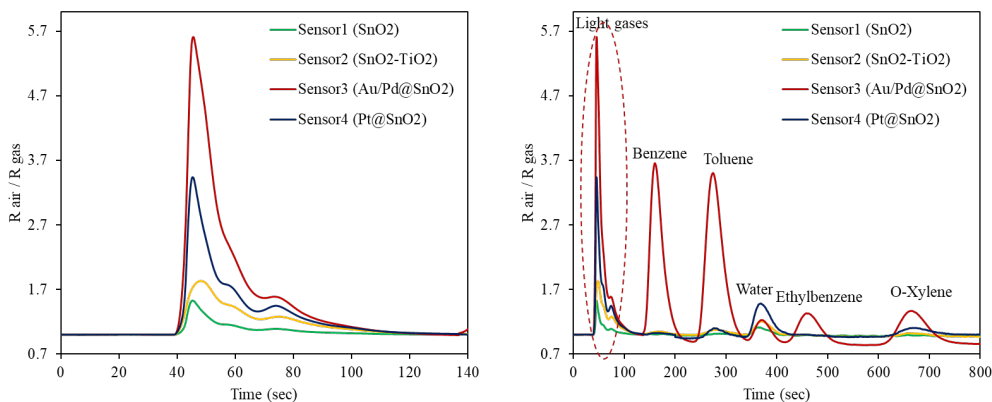 5.7
4.7
3.7
2.7
1.7
0.7
R air / R gas
Sensor1 (SnO2)
Sensor2 (SnO2-TiO2)
Sensor3 (Au/Pd@SnO2)
Sensor4 (Pt@SnO2)
0 20 40 60 80 100 120 140
Time (sec)
5.7
4.7
3.7
2.7
1.7
0.7
R air / R gas
Light gases
Sensor1 (SnO2)
Sensor2 (SnO2-TiO2)
Sensor3 (Au/Pd@SnO2)
Sensor4 (Pt@SnO2)
Benzene
Toluene
Water
Ethylbenzene
O-Xylene
0 100 200 300 400 500 600 700 800
Time (sec)